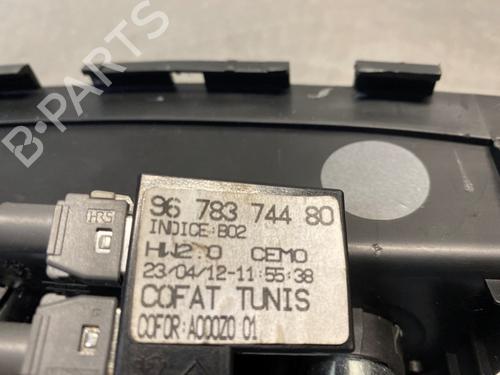 B-PARTS
HRS
96 783 744 80
INDICE:B02
HW2.0 CEMO
23/04/12-11:55:38
COFAT TUNIS
COFOR:A000Z0 01